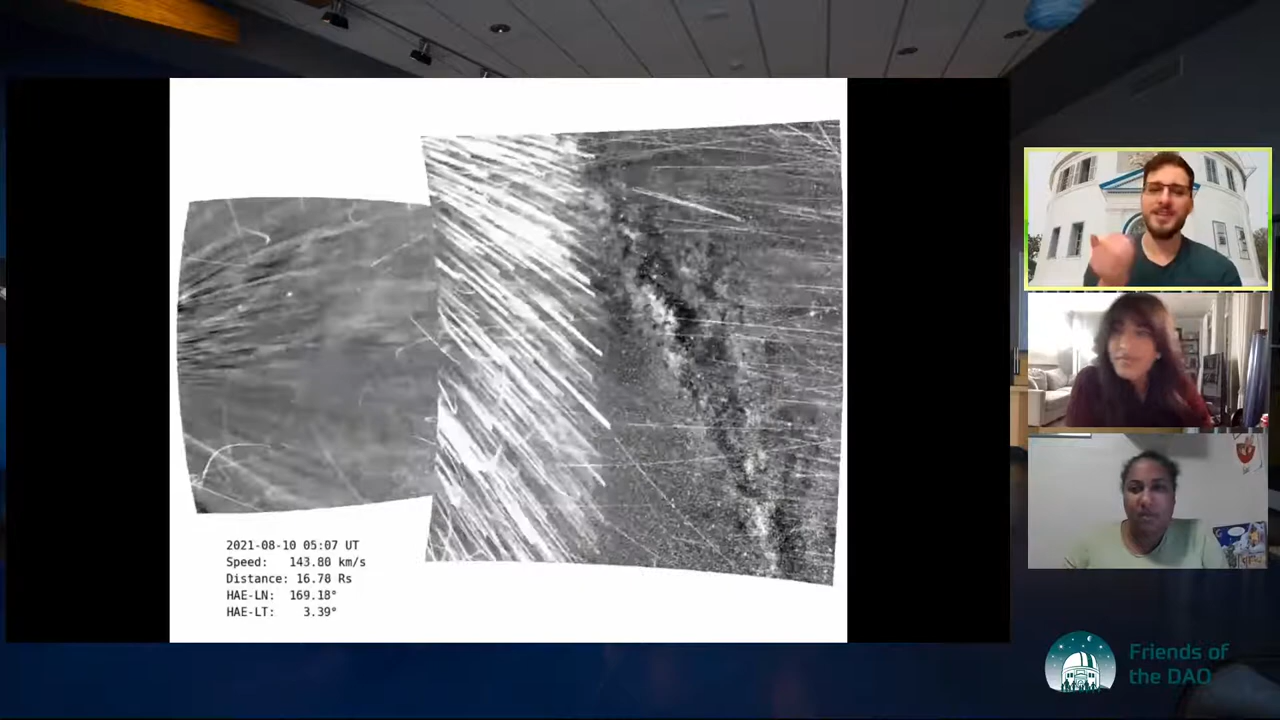 2021-08-10 05:07 UT
Speed: 143.80 km/s
Distance: 16.78 Rs
HAE-LN: 169.18°
HAE-LT: 3.39°
Friends of
the DAO